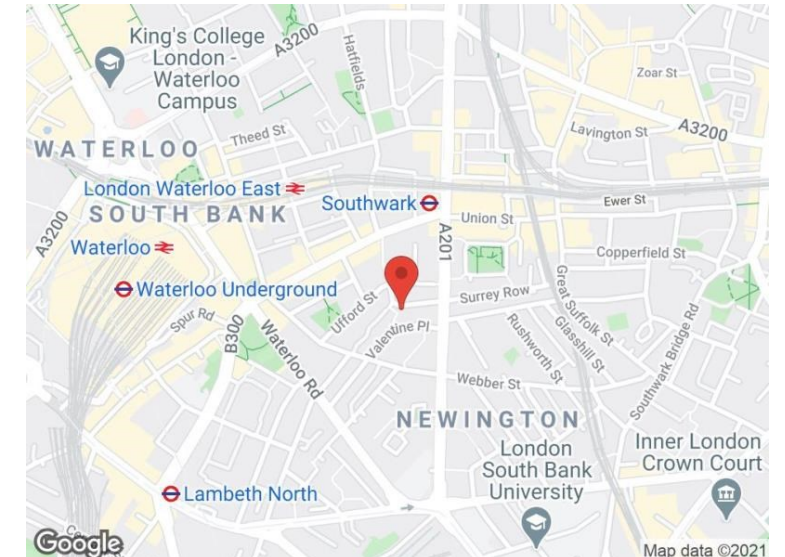 King's College
London -
Waterloo
Campus
A3200
Hatfields
Zoar St
Theed St
Lavington St
A3200
WATERLOO
London Waterloo East
Southwark
Ewer St
SOUTH BANK
Union St
A3200
A201
Waterloo
Copperfield St
Waterloo Underground
Surrey Row
Great Suffolk St
Ufford St
Spur Rd
Valentine Pl
Rushworth St
Glasshill St
Southwark Bridge Rd
B300
Waterloo Rd
Webber St
NEWINGTON
London
South Bank
University
Inner London
Crown Court
Lambeth North
Google
Map data ©2021